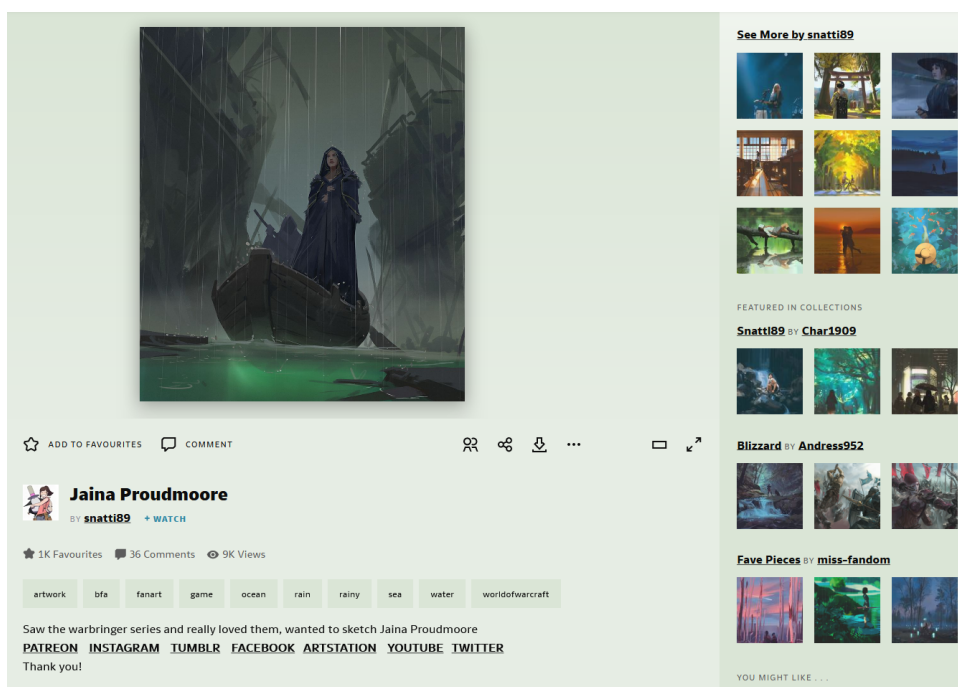 See More by snatti89
FEATURED IN COLLECTIONS
Snatti89 BY Char1909
Blizzard BY Andress952
Fave Pieces BY miss-fandom
YOU MIGHT LIKE . . .
ADD TO FAVOURITES COMMENT
Jaina Proudmoore
BY snatti89 + WATCH
1K Favourites 36 Comments 9K Views
artwork bfa fanart game ocean rain rainy sea water worldofwarcraft
Saw the warbringer series and really loved them, wanted to sketch Jaina Proudmoore
PATREON INSTAGRAM TUMBLR FACEBOOK ARTSTATION YOUTUBE TWITTER
Thank you!